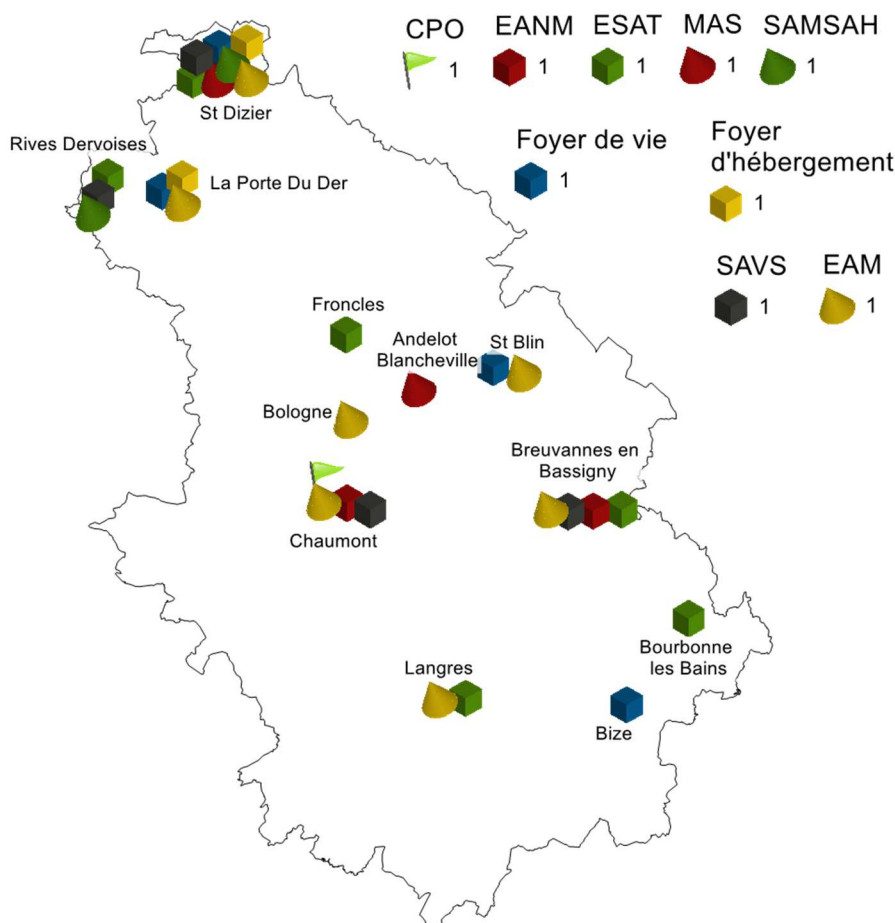 CPO EANM ESAT MAS SAMSAH
1 1 1 1 1
Foyer de vie
1
Foyer
d'hébergement
1
SAVS EAM
1 1
St Dizier
Rives Dervoises
La Porte Du Der
Froncles
Andelot
Blancheville
St Blin
Bologne
Breuvannes en
Bassigny
Chaumont
Bourbonne
les Bains
Langres
Bize